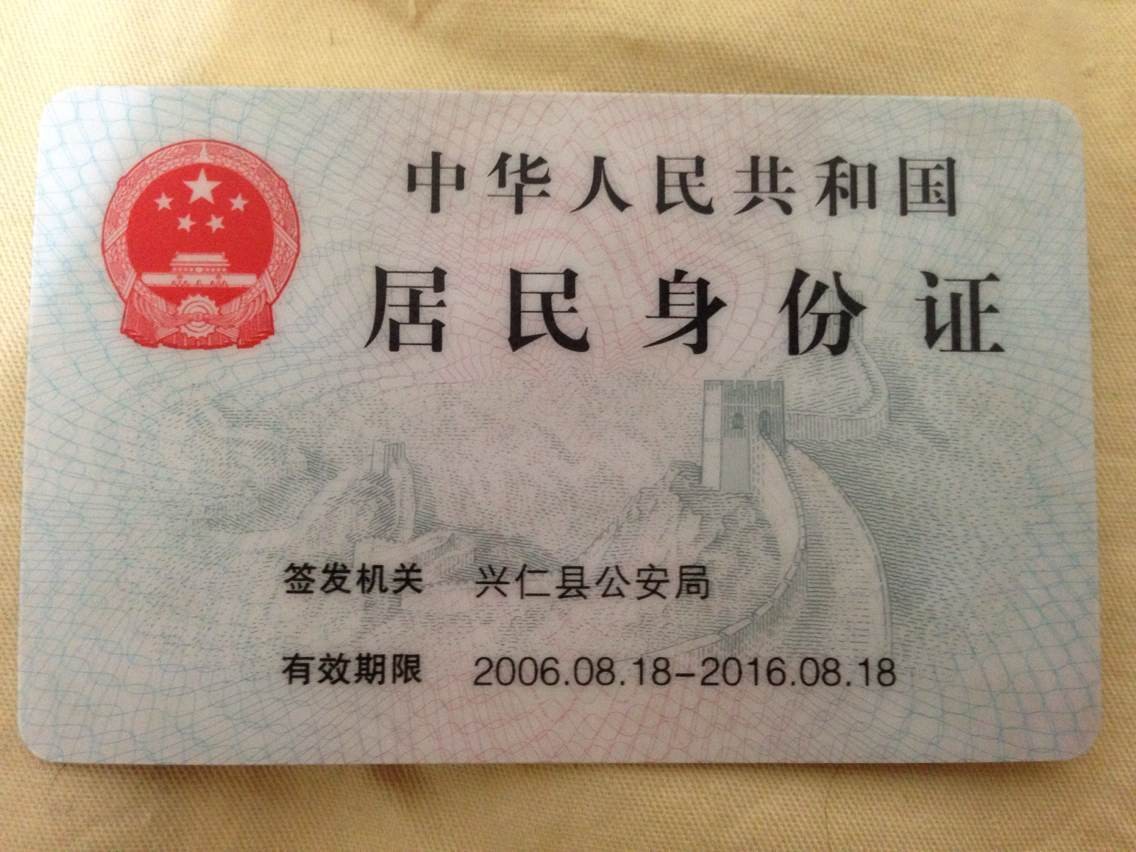 中华人民共和国
居民身份证
签发机关 兴仁县公安局
有效期限 2006.08.18-2016.08.18